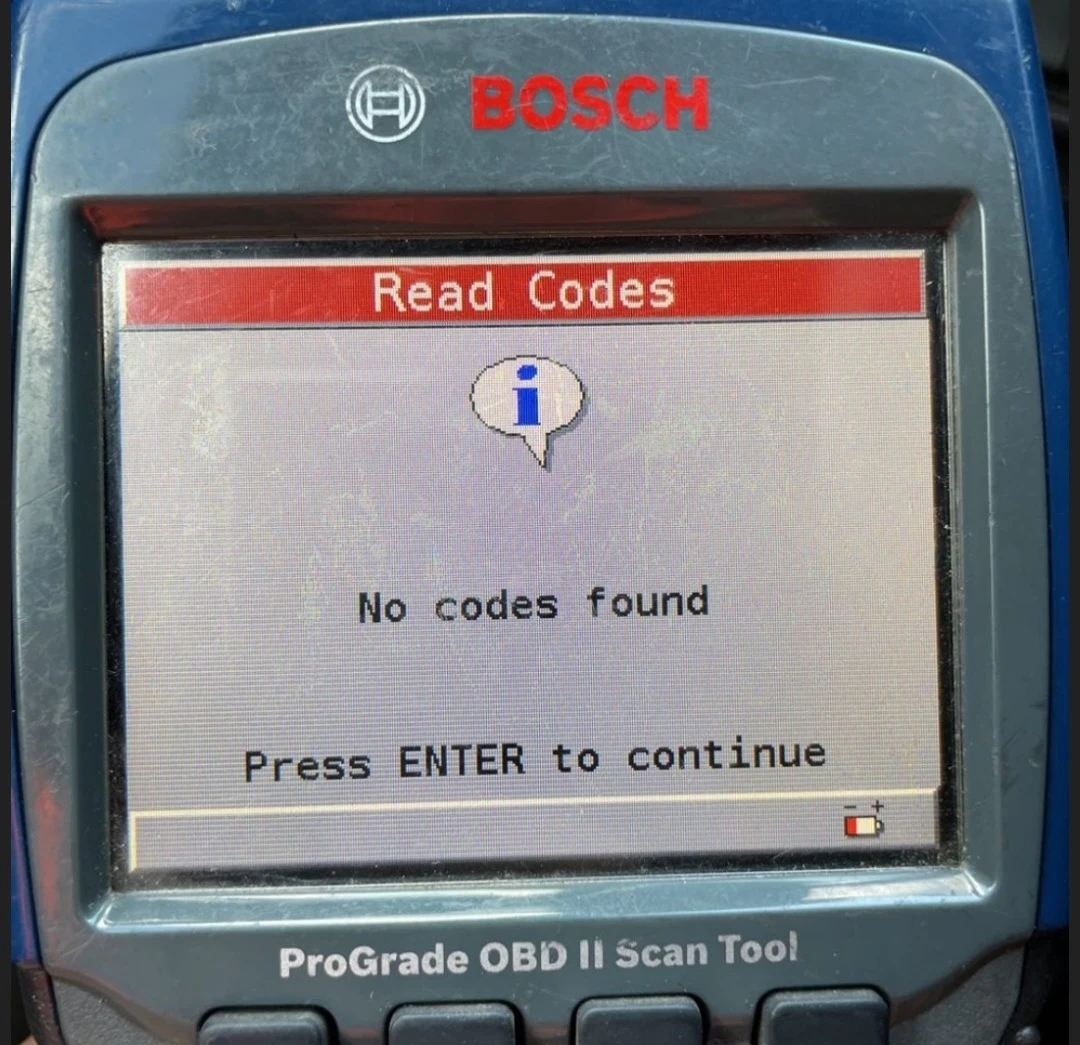 BOSCH
Read Codes
i
No codes found
Press ENTER to continue
- +
ProGrade OBD II Scan Tool